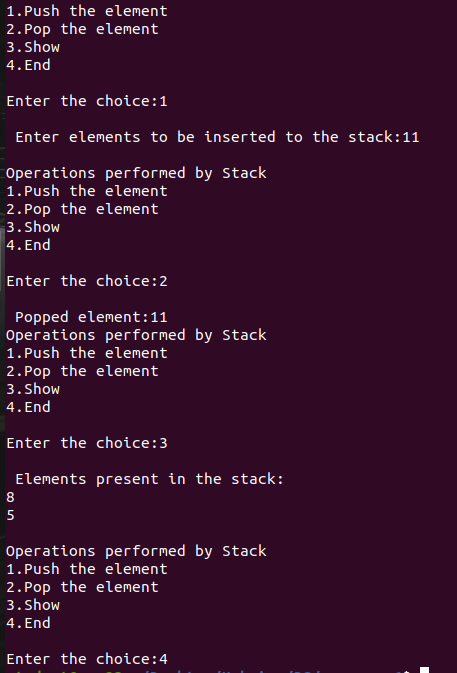 1.Push the element
2.Pop the element
3.Show
4.End
Enter the choice:1
Enter elements to be inserted to the stack:11
Operations performed by Stack
1.Push the element
2.Pop the element
3.Show
4.End
Enter the choice:2
Popped element:11
Operations performed by Stack
1.Push the element
2.Pop the element
3.Show
4.End
Enter the choice:3
Elements present in the stack:
8
5
Operations performed by Stack
1.Push the element
2.Pop the element
3.Show
4.End
Enter the choice:4